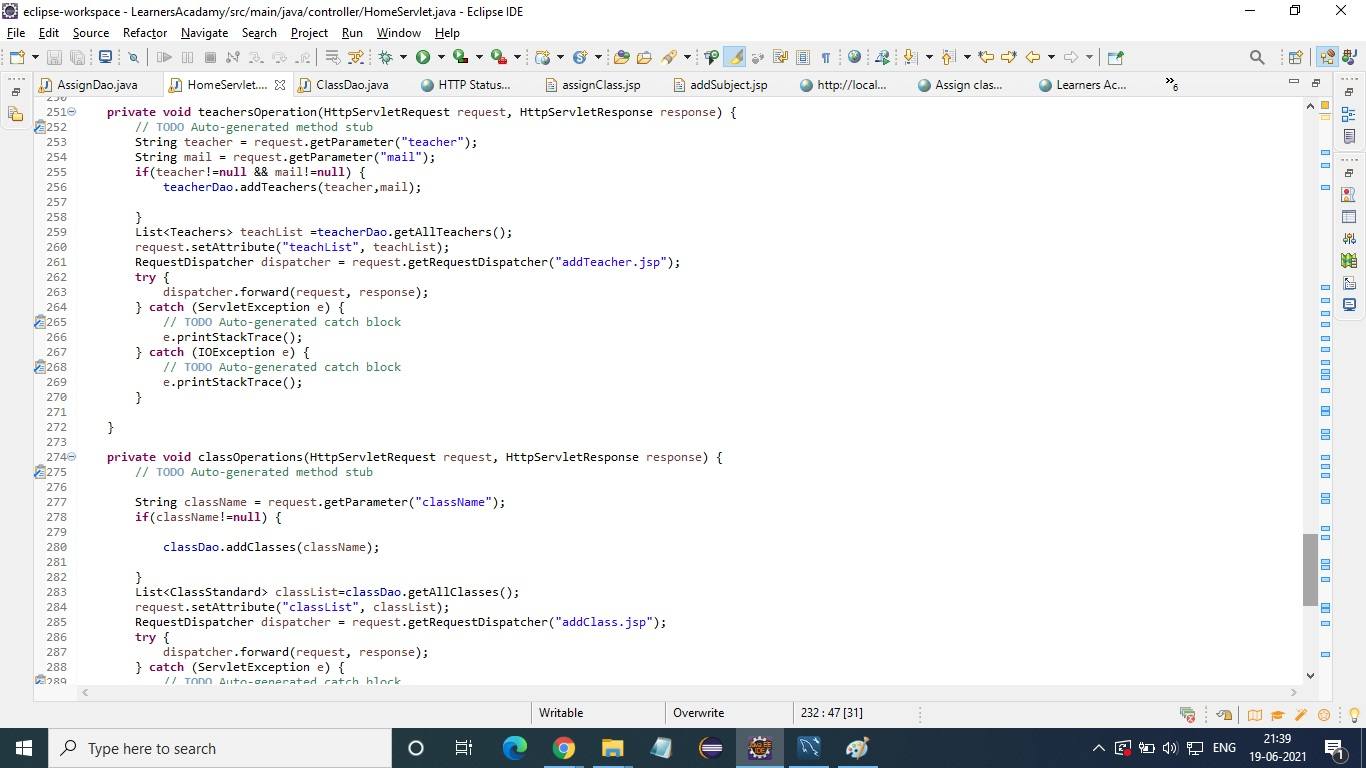 eclipse-workspace - LearnersAcadamy/src/main/java/controller/HomeServlet.java - Eclipse IDE
File Edit Source Refactor Navigate Search Project Run Window Help
AssignDao.java HomeServlet.... ClassDao.java HTTP Status... assignClass.jsp addSubject.jsp http://local... Assign clas... Learners Ac... »6
250
251 private void teachersOperation(HttpServletRequest request, HttpServletResponse response) {
252 // TODO Auto-generated method stub
253 String teacher = request.getParameter("teacher");
254 String mail = request.getParameter("mail");
255 if(teacher!=null && mail!=null) {
256 teacherDao.addTeachers(teacher,mail);
257
258 }
259 List<Teachers> teachList =teacherDao.getAllTeachers();
260 request.setAttribute("teachList", teachList);
261 RequestDispatcher dispatcher = request.getRequestDispatcher("addTeacher.jsp");
262 try {
263 dispatcher.forward(request, response);
264 } catch (ServletException e) {
265 // TODO Auto-generated catch block
266 e.printStackTrace();
267 } catch (IOException e) {
268 // TODO Auto-generated catch block
269 e.printStackTrace();
270 }
271
272 }
273
274 private void classOperations(HttpServletRequest request, HttpServletResponse response) {
275 // TODO Auto-generated method stub
276
277 String className = request.getParameter("className");
278 if(className!=null) {
279
280 classDao.addClasses(className);
281
282 }
283 List<ClassStandard> classList=classDao.getAllClasses();
284 request.setAttribute("classList", classList);
285 RequestDispatcher dispatcher = request.getRequestDispatcher("addClass.jsp");
286 try {
287 dispatcher.forward(request, response);
288 } catch (ServletException e) {
289 // TODO Auto-generated catch block
Writable Overwrite 232 : 47 [31]
Type here to search
ENG 21:39
19-06-2021
1